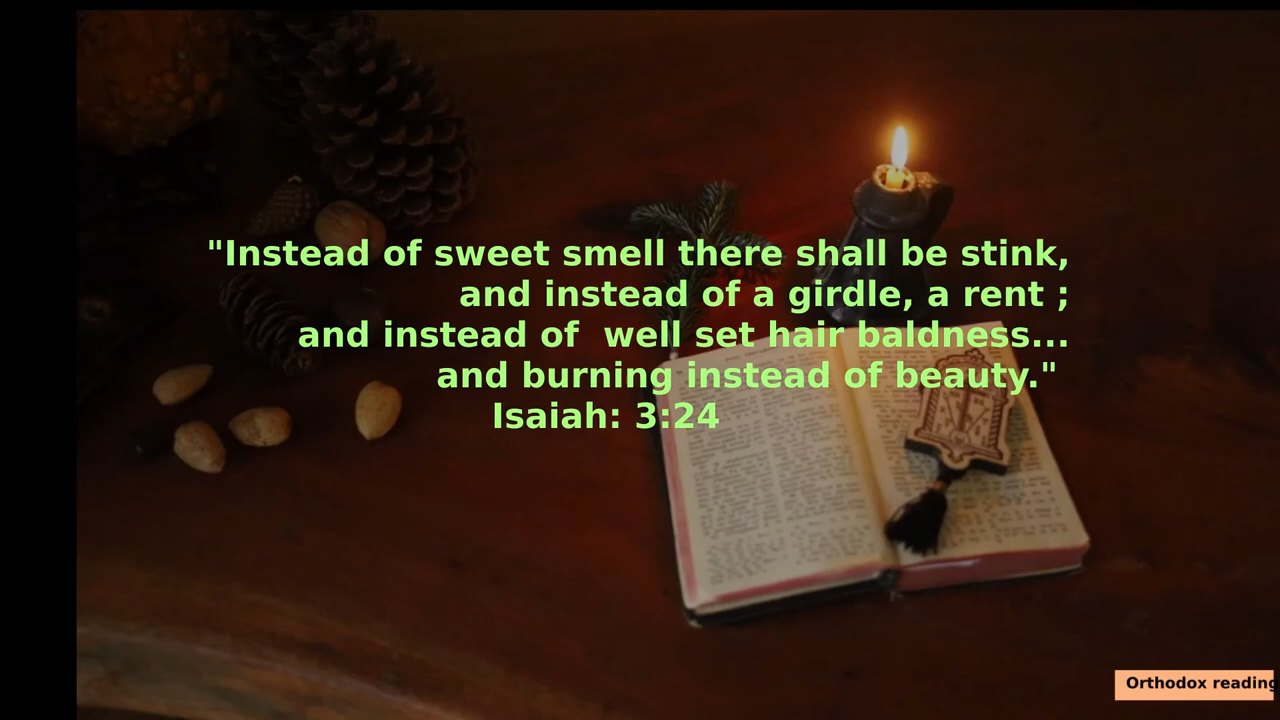 "Instead of sweet smell there shall be stink,
and instead of a girdle, a rent ;
and instead of  well set hair baldness...
and burning instead of beauty."
Isaiah: 3:24
Orthodox reading